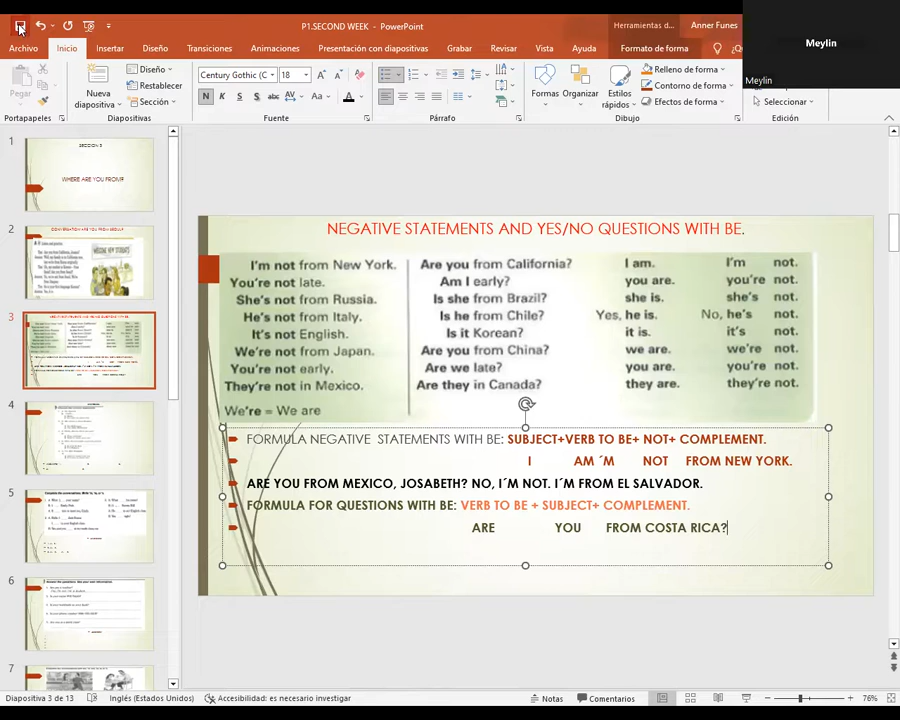 P1.SECOND WEEK - PowerPoint
Herramientas d...
Anner Funes
Meylin
Meylin
Archivo Inicio Insertar Diseño Transiciones Animaciones Presentación con diapositivas Grabar Revisar Vista Ayuda Formato de forma
Pegar
Portapapeles
Nueva diapositiva
Diseño
Restablecer
Sección
Diapositivas
Century Gothic (C 18
N K S S ab AV Aa A
Fuente
Párrafo
Formas Organizar Estilos rápidos
Relleno de forma
Contorno de forma
Efectos de forma
Dibujo
Seleccionar
Edición
1
WHERE ARE YOU FROM?
2
3
4
5
6
7
NEGATIVE STATEMENTS AND YES/NO QUESTIONS WITH BE.
I'm not from New York. Are you from California? I am. I'm not.
You're not late. Am I early? you are. you're not.
She's not from Russia. Is she from Brazil? she is. she's not.
He's not from Italy. Is he from Chile? Yes, he is. No, he's not.
It's not English. Is it Korean? it is. it's not.
We're not from Japan. Are you from China? we are. we're not.
You're not early. Are we late? you are. you're not.
They're not in Mexico. Are they in Canada? they are. they're not.
We're = We are
FORMULA NEGATIVE STATEMENTS WITH BE: SUBJECT+VERB TO BE+ NOT+ COMPLEMENT.
I AM ´M NOT FROM NEW YORK.
ARE YOU FROM MEXICO, JOSABETH? NO, I´M NOT. I´M FROM EL SALVADOR.
FORMULA FOR QUESTIONS WITH BE: VERB TO BE + SUBJECT+ COMPLEMENT.
ARE YOU FROM COSTA RICA?
Diapositiva 3 de 13 Inglés (Estados Unidos) Accesibilidad: es necesario investigar Notas Comentarios 76%